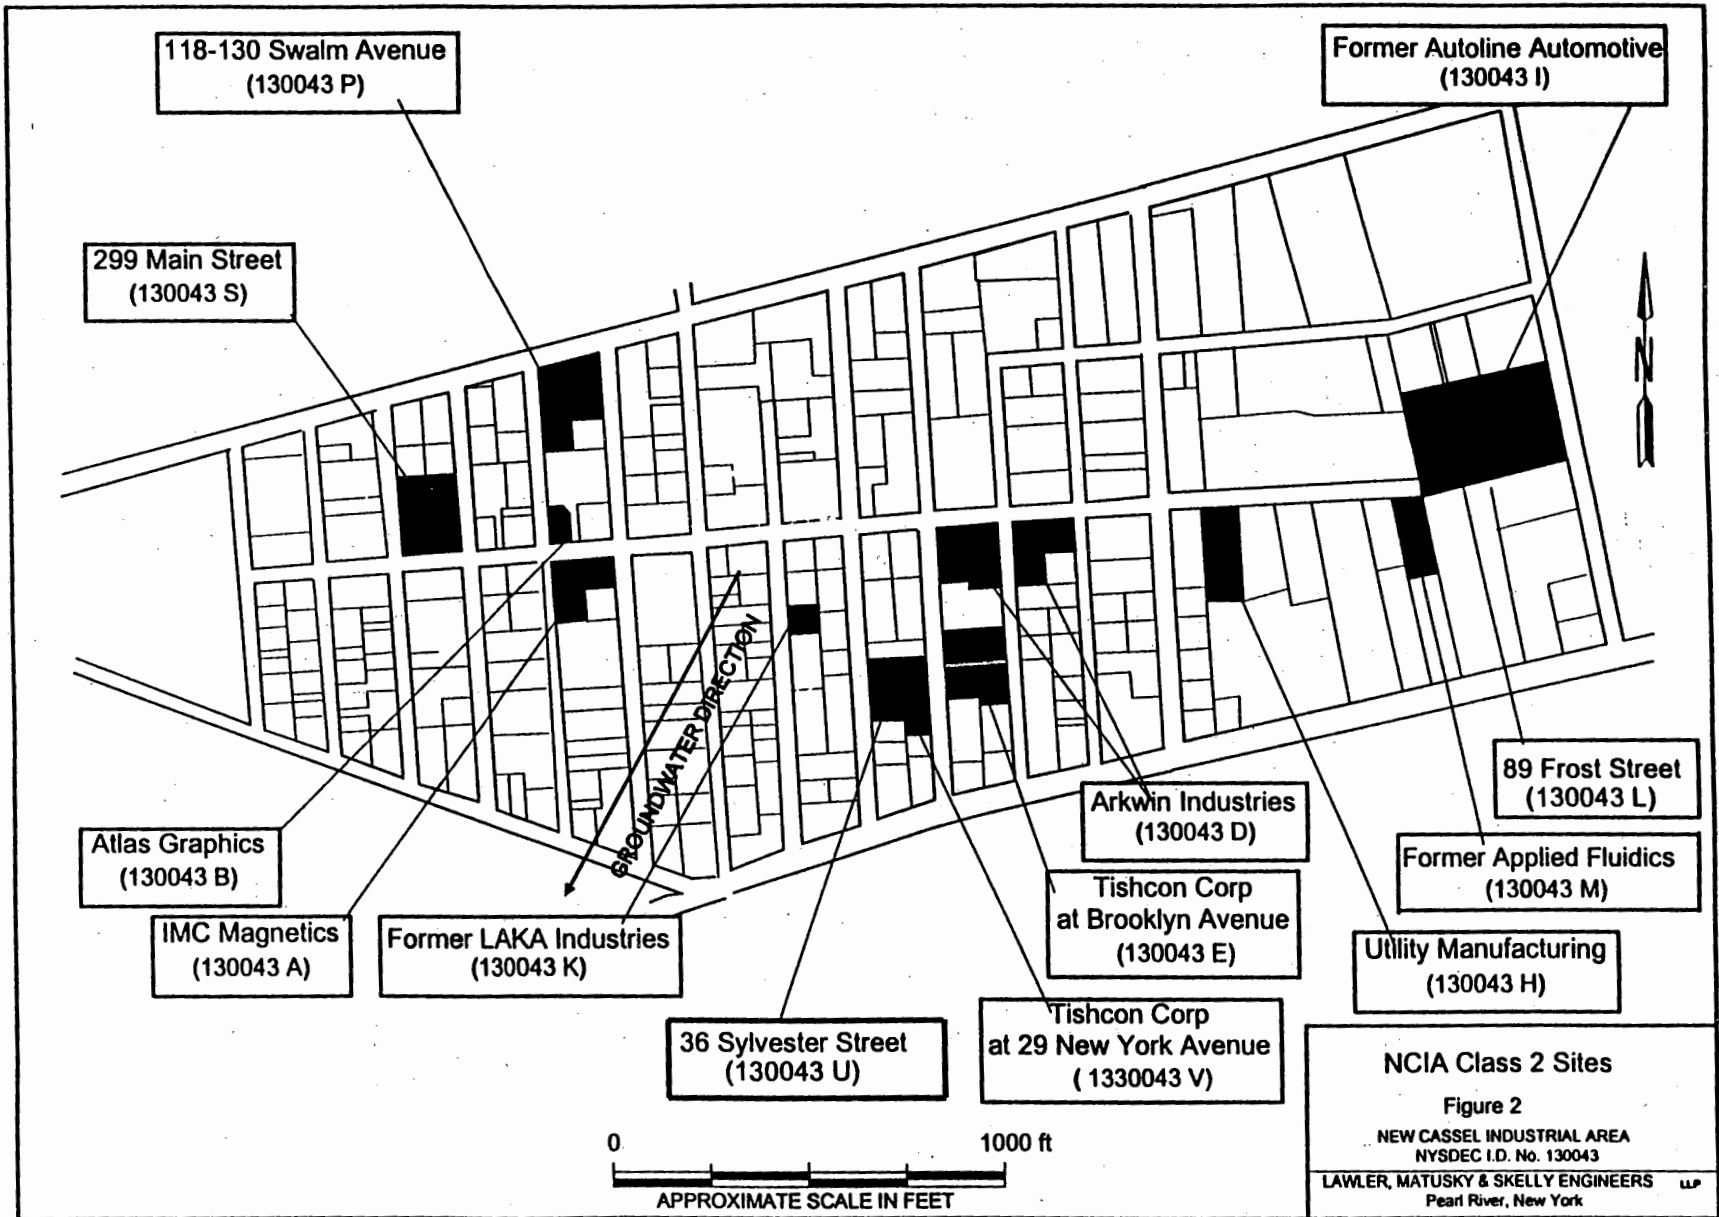 118-130 Swalm Avenue
(130043 P)
Former Autoline Automotive
(130043 I)
299 Main Street
(130043 S)
N
GROUNDWATER DIRECTION
89 Frost Street
(130043 L)
Arkwin Industries
(130043 D)
Atlas Graphics
(130043 B)
Former Applied Fluidics
(130043 M)
Tishcon Corp
at Brooklyn Avenue
(130043 E)
IMC Magnetics
(130043 A)
Former LAKA Industries
(130043 K)
Utility Manufacturing
(130043 H)
36 Sylvester Street
(130043 U)
Tishcon Corp
at 29 New York Avenue
( 1330043 V)
0 1000 ft
APPROXIMATE SCALE IN FEET
NCIA Class 2 Sites
Figure 2
NEW CASSEL INDUSTRIAL AREA
NYSDEC I.D. No. 130043
LAWLER, MATUSKY & SKELLY ENGINEERS LLP
Pearl River, New York